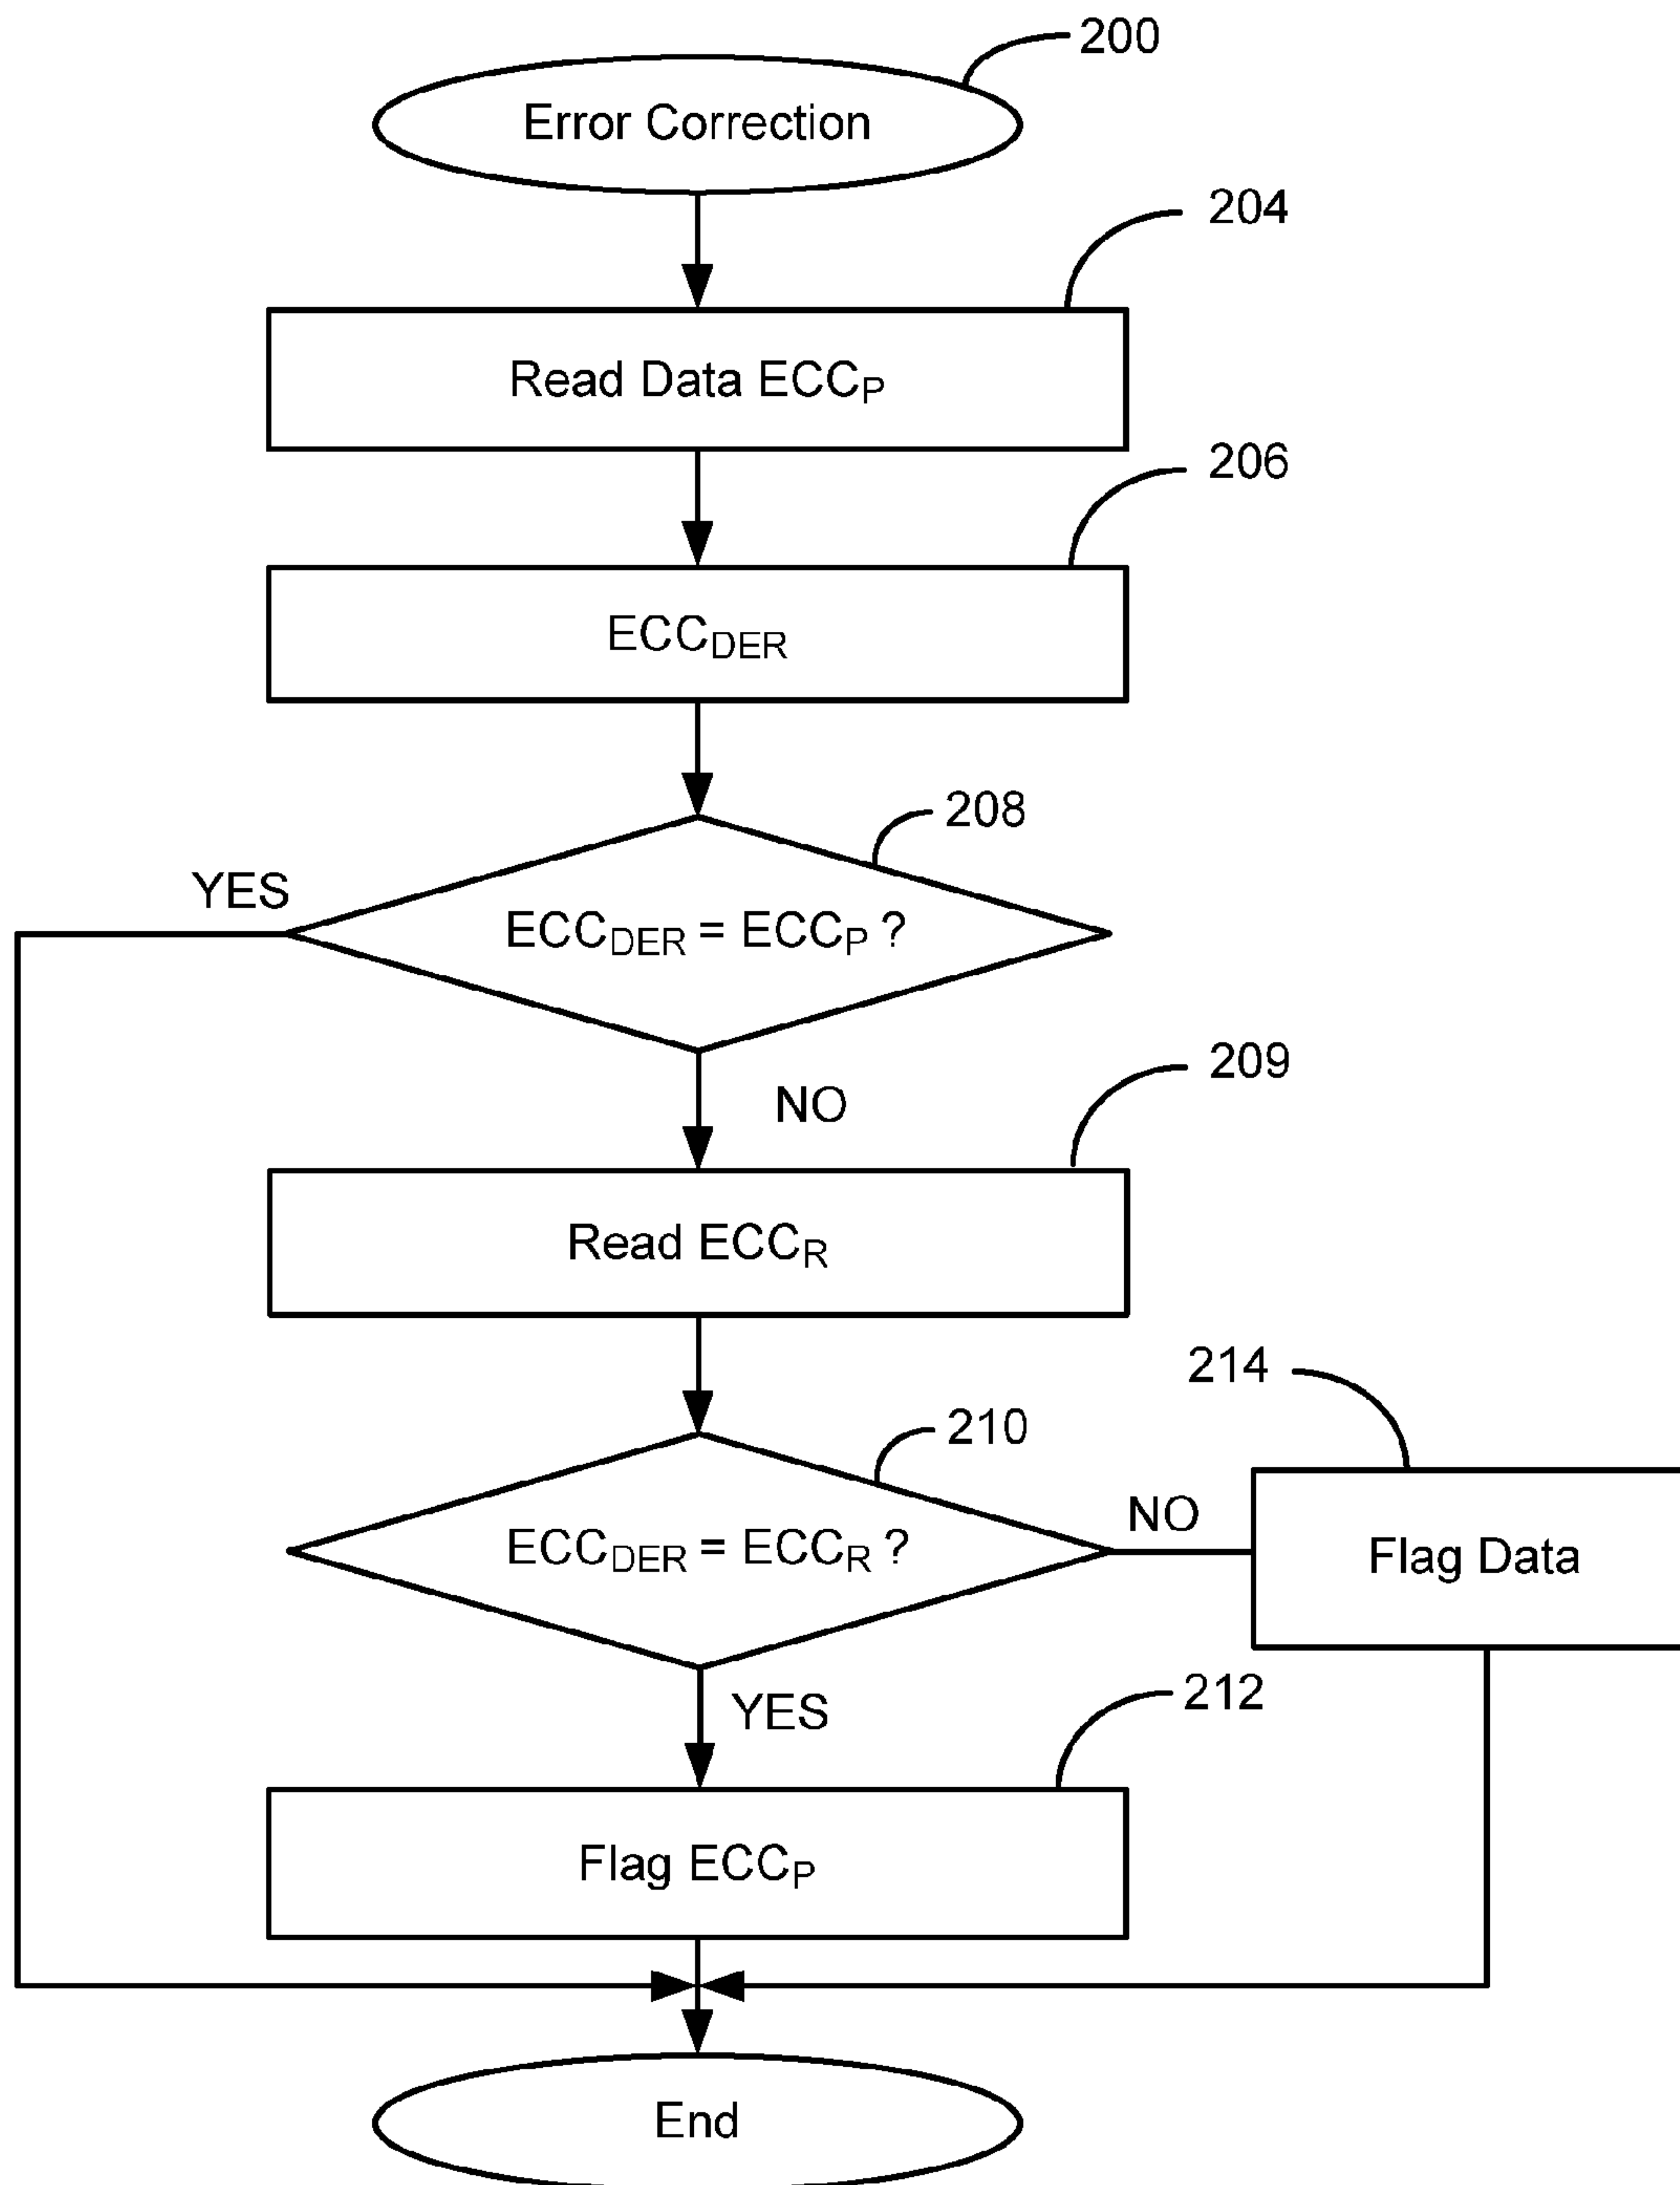 200
Error Correction
204
Read Data ECCP
206
ECCDER
208
YES
ECCDER = ECCP ?
209
NO
Read ECCR
214
210
NO
ECCDER = ECCR ?
Flag Data
212
YES
Flag ECCP
End